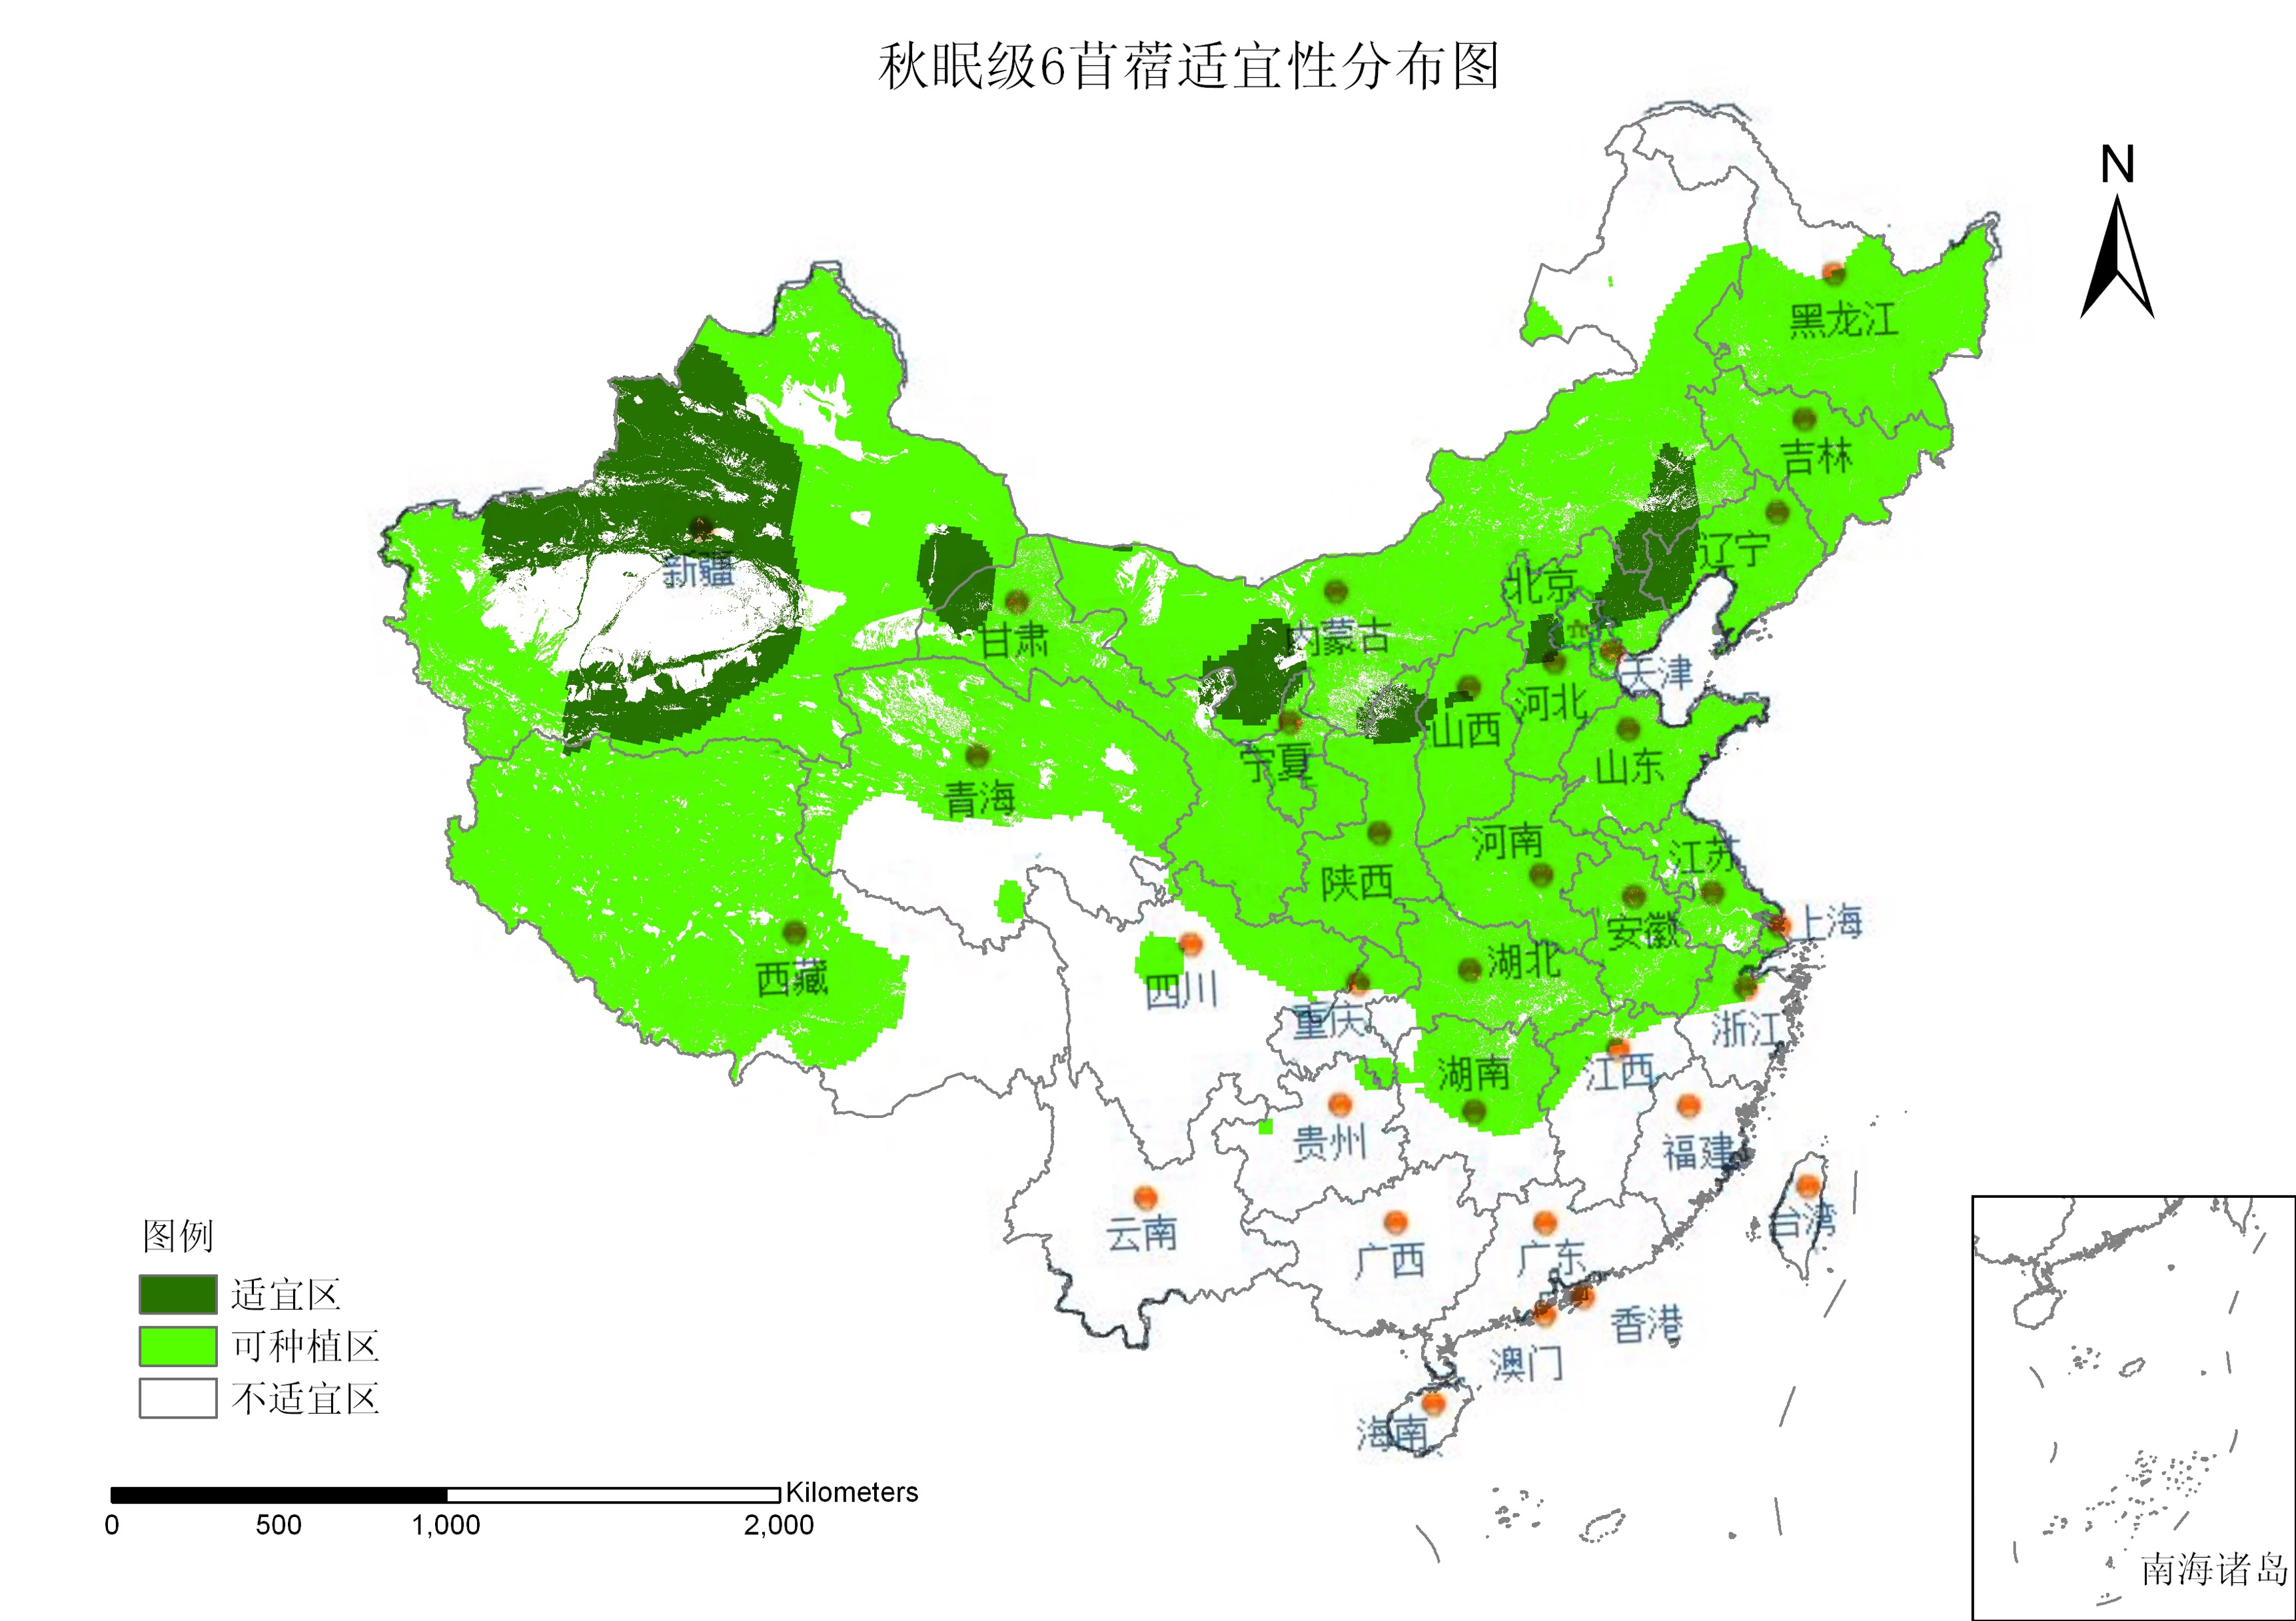 秋眠级6苜蓿适宜性分布图
N
黑龙江
吉林
辽宁
新疆
北京
甘肃
内蒙古
天津
河北
山西
宁夏
山东
青海
河南
江苏
陕西
安徽
上海
湖北
西藏
四川
重庆
浙江
湖南
江西
贵州
福建
云南
广西
广东
台湾
香港
澳门
海南
图例
适宜区
可种植区
不适宜区
Kilometers
0 500 1,000 2,000
南海诸岛